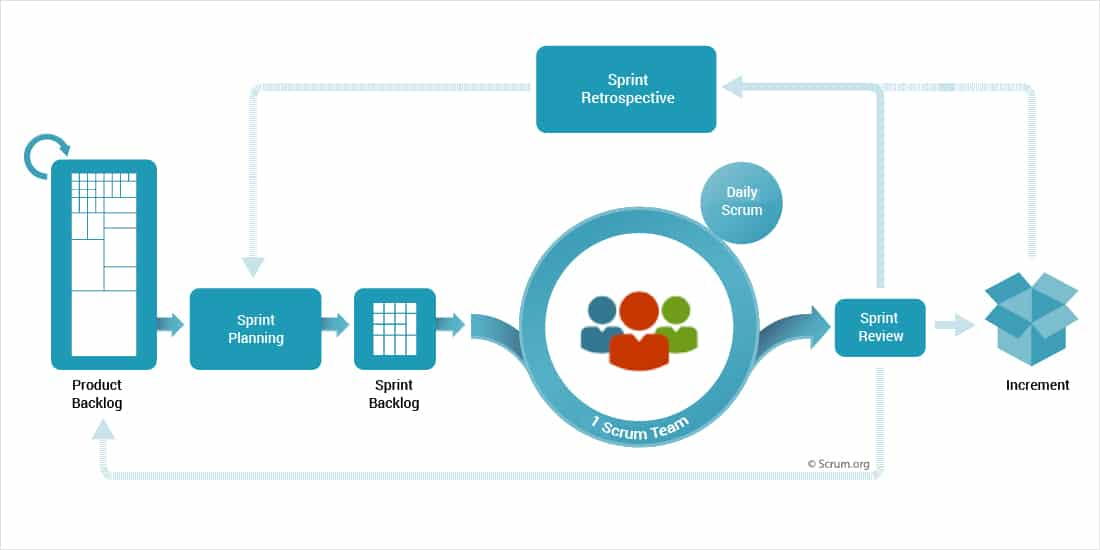 Sprint
Retrospective
Daily
Scrum
Sprint
Planning
Sprint
Review
Product
Backlog
Sprint
Backlog
Increment
1 Scrum Team
© Scrum.org